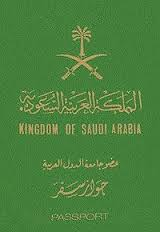 المملكة العربية السعودية
KINGDOM OF SAUDI ARABIA
عضو جامعة الدول العربية
جواز سفر
PASSPORT